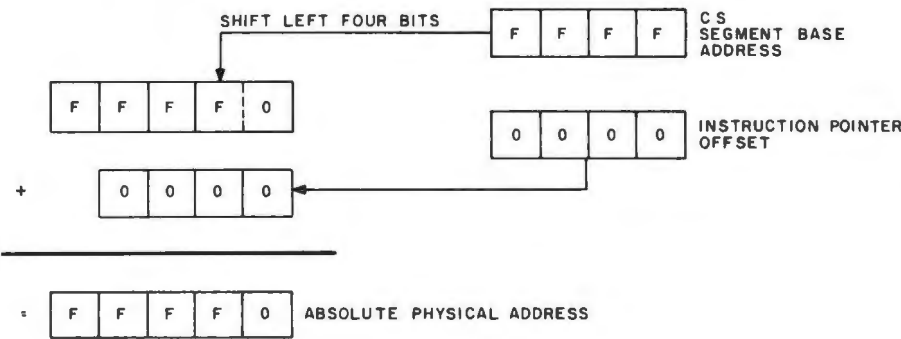 SHIFT LEFT FOUR BITS
F F F F
CS
SEGMENT BASE
ADDRESS
F F F F 0
0 0 0 0
INSTRUCTION POINTER
OFFSET
+ 0 0 0 0
= F F F F 0 ABSOLUTE PHYSICAL ADDRESS